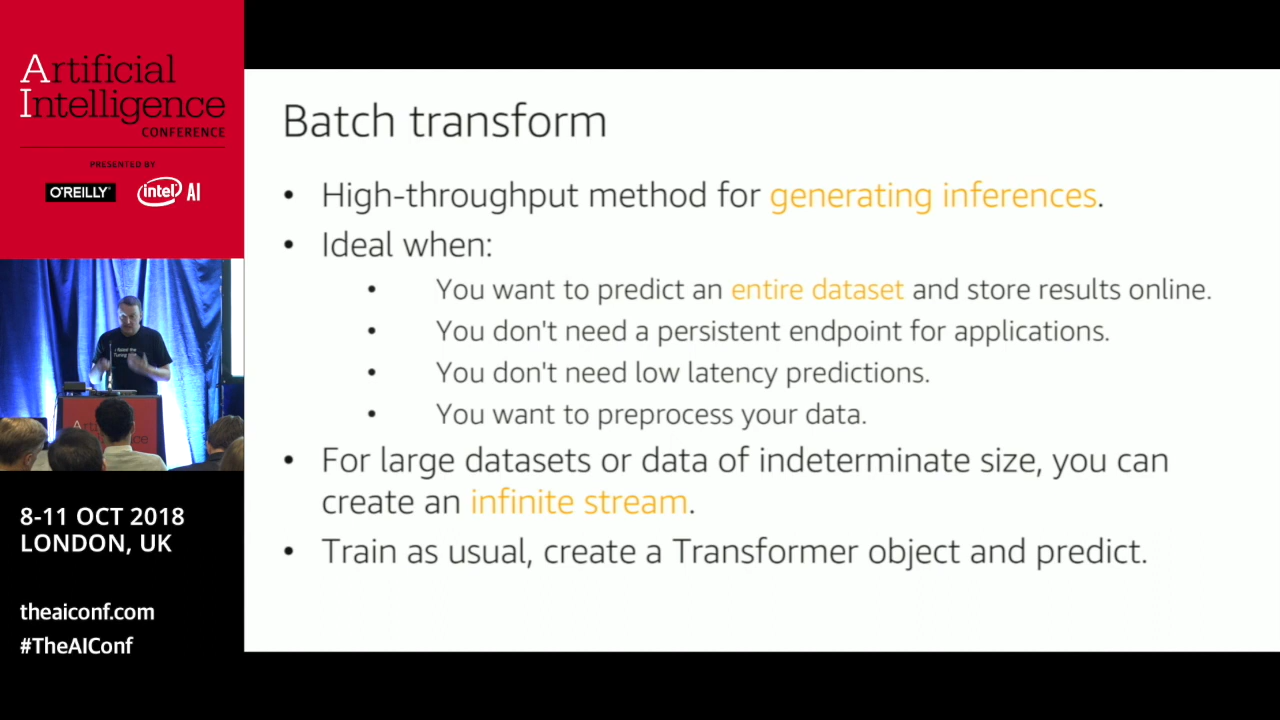 Artificial
Intelligence
CONFERENCE
PRESENTED BY
O'REILLY
intel AI
8-11 OCT 2018
LONDON, UK
theaiconf.com
#TheAIConf
Batch transform
• High-throughput method for generating inferences.
• Ideal when:
• You want to predict an entire dataset and store results online.
• You don't need a persistent endpoint for applications.
• You don't need low latency predictions.
• You want to preprocess your data.
• For large datasets or data of indeterminate size, you can
create an infinite stream.
• Train as usual, create a Transformer object and predict.